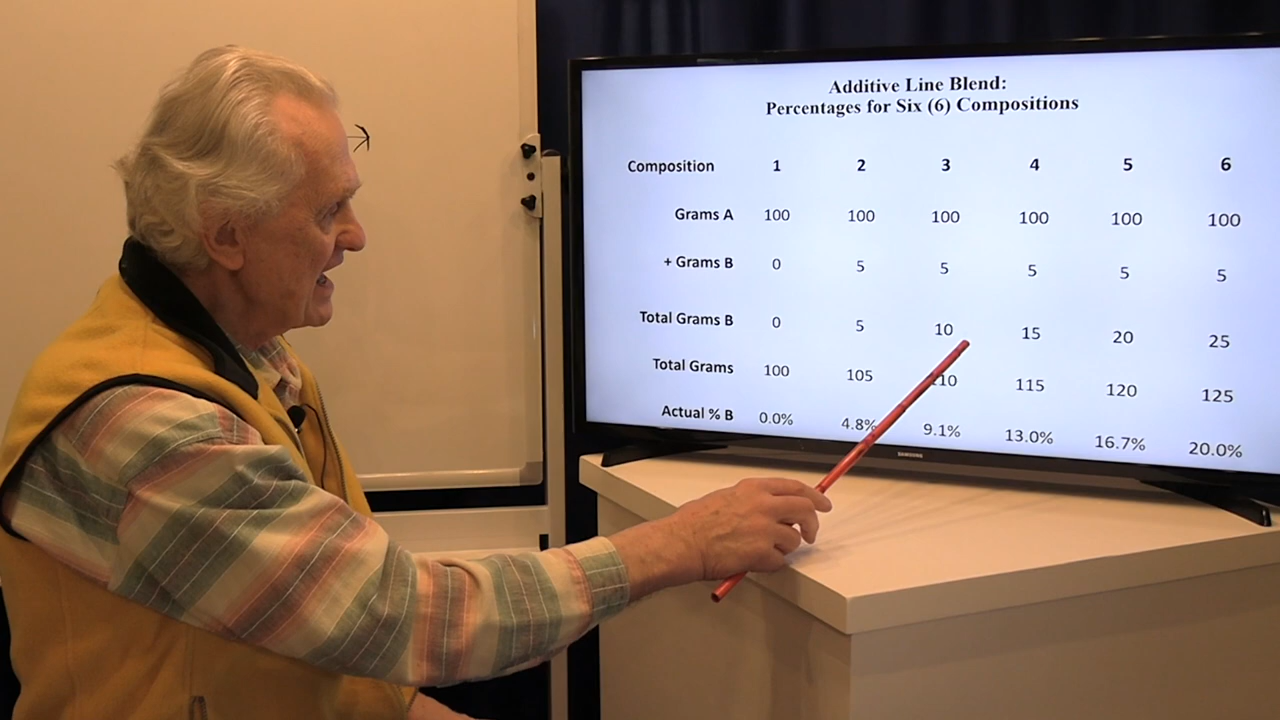 Additive Line Blend:
Percentages for Six (6) Compositions
Composition 1 2 3 4 5 6
Grams A 100 100 100 100 100 100
+ Grams B 0 5 5 5 5 5
Total Grams B 0 5 10 15 20 25
Total Grams 100 105 110 115 120 125
Actual % B 0.0% 4.8% 9.1% 13.0% 16.7% 20.0%
SAMSUNG